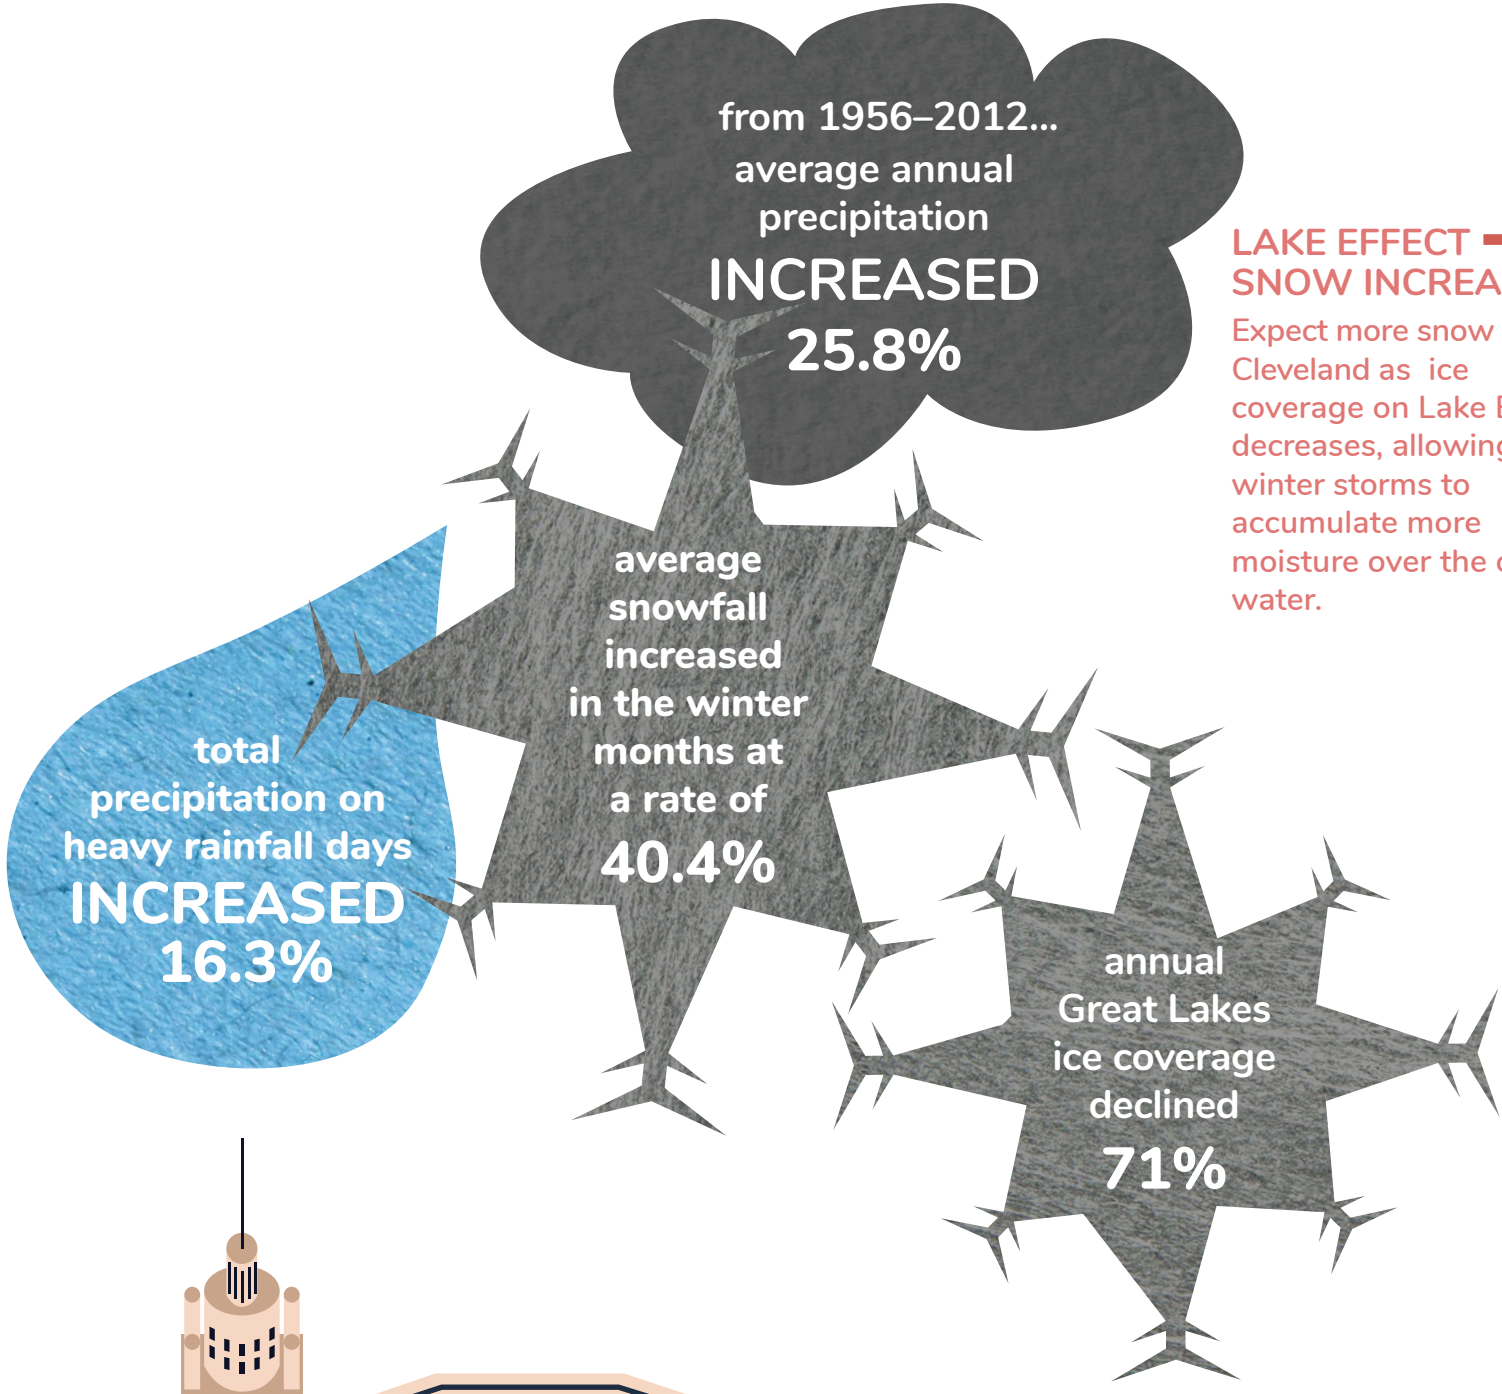 from 1956–2012...
average annual
precipitation
INCREASED
25.8%
LAKE EFFECT
SNOW
Expect more snow
Cleveland as ice
coverage on Lake
decreases,
winter storms to
accumulate more
moisture over the
water.
average
snowfall
increased
in the winter
months at
a rate of
40.4%
total
precipitation on
heavy rainfall days
INCREASED
16.3%
annual
Great Lakes
ice coverage
declined
71%